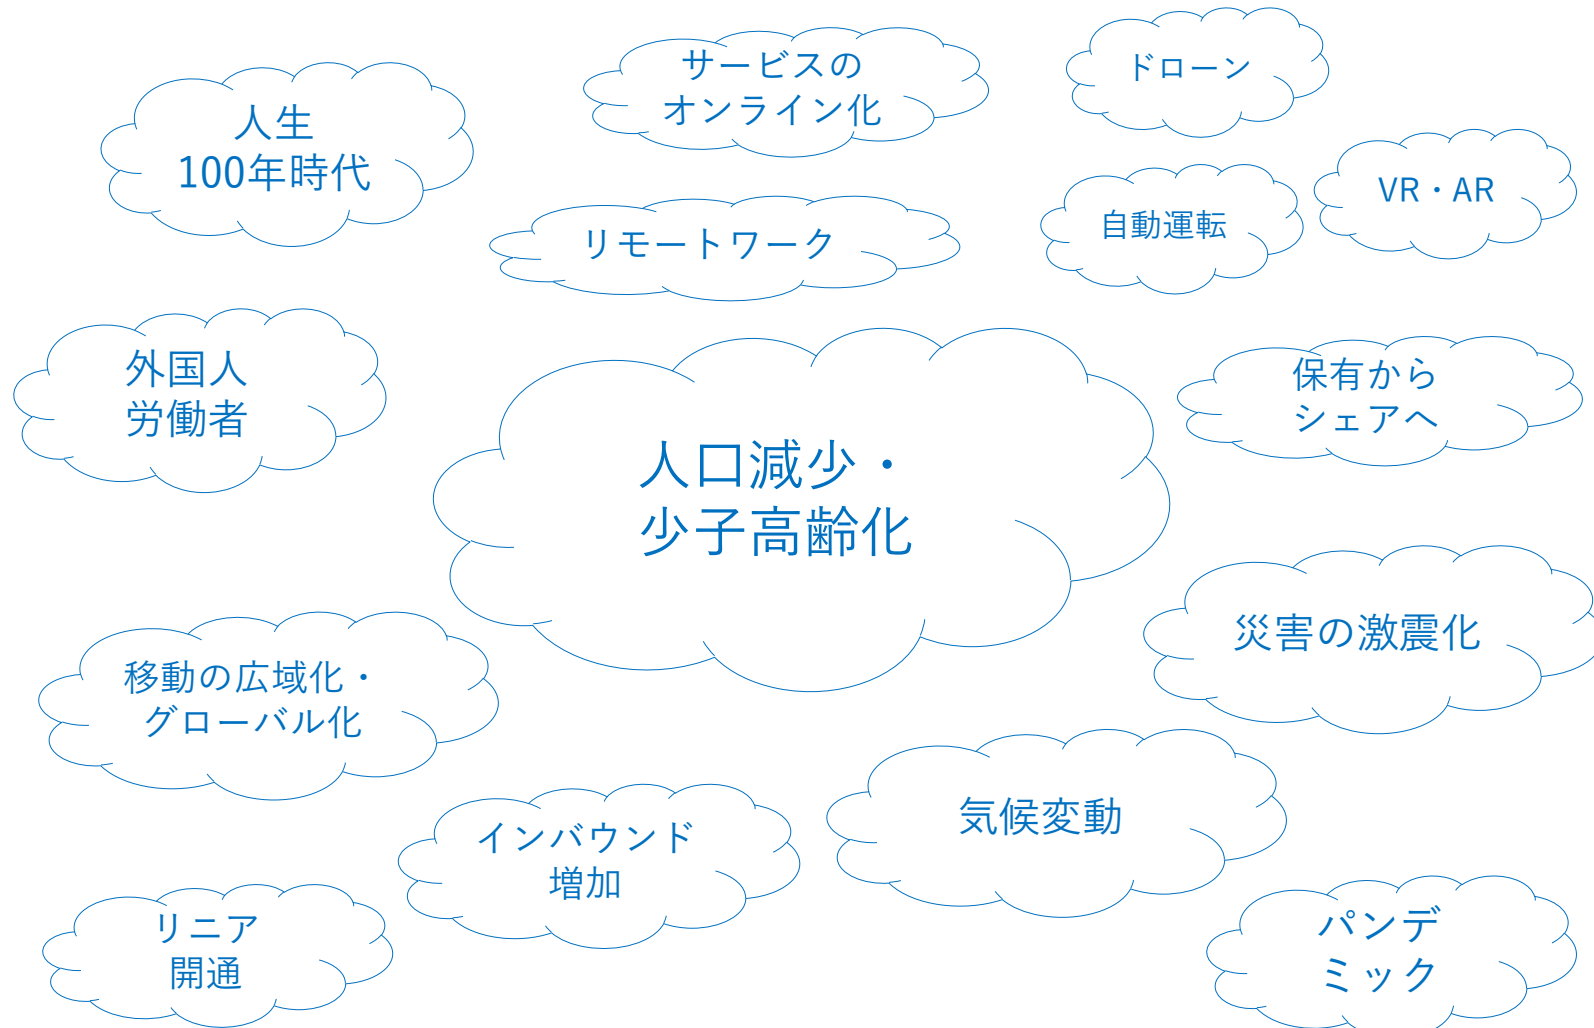 サービスの
オンライン化
ドローン
人生
100年時代
VR・AR
自動運転
リモートワーク
外国人
労働者
保有から
シェアへ
人口減少・
少子高齢化
災害の激震化
移動の広域化・
グローバル化
気候変動
インバウンド
増加
リニア
開通
パンデ
ミック